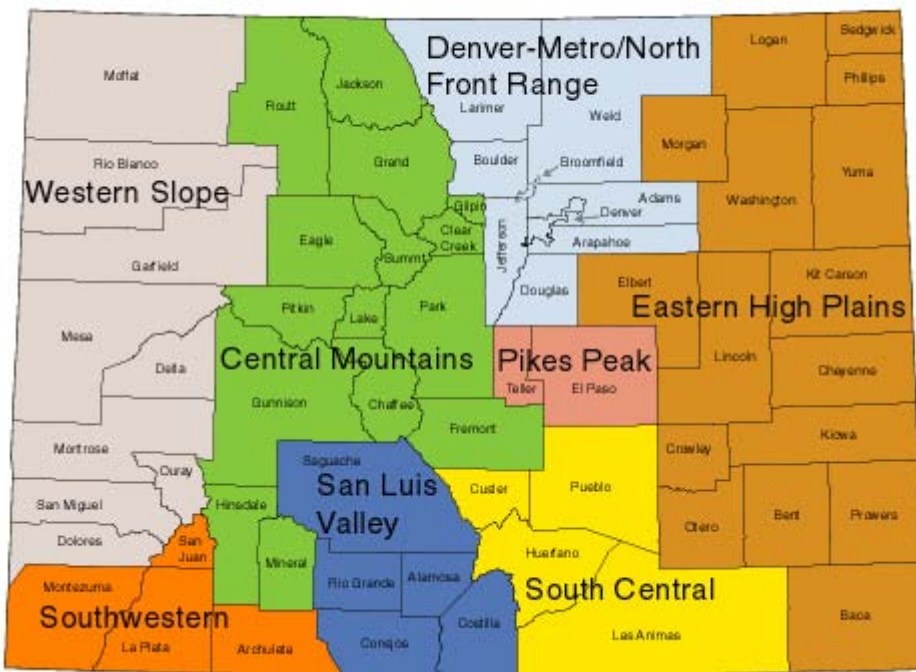 Moffat
Routt
Jackson
Denver-Metro/North
Front Range
Larimer
Weld
Logan
Sedgwick
Phillips
Morgan
Rio Blanco
Western Slope
Grand
Boulder
Broomfield
Washington
Yuma
Garfield
Eagle
Gilpin
Clear
Creek
Summit
Jefferson
Adams
Denver
Arapahoe
Douglas
Elbert
Kit Carson
Eastern High Plains
Mesa
Pitkin
Lake
Park
Central Mountains
Pikes Peak
Lincoln
Delta
Gunnison
Chaffee
Teller
El Paso
Cheyenne
Fremont
Montrose
Ouray
Saguache
Crowley
Kiowa
San Miguel
Hinsdale
San Luis
Valley
Custer
Pueblo
Otero
Bent
Prowers
Dolores
San
Juan
Mineral
Huerfano
Montezuma
Southwestern
La Plata
Archuleta
Rio Grande
Alamosa
Conejos
Costilla
South Central
Las Animas
Baca